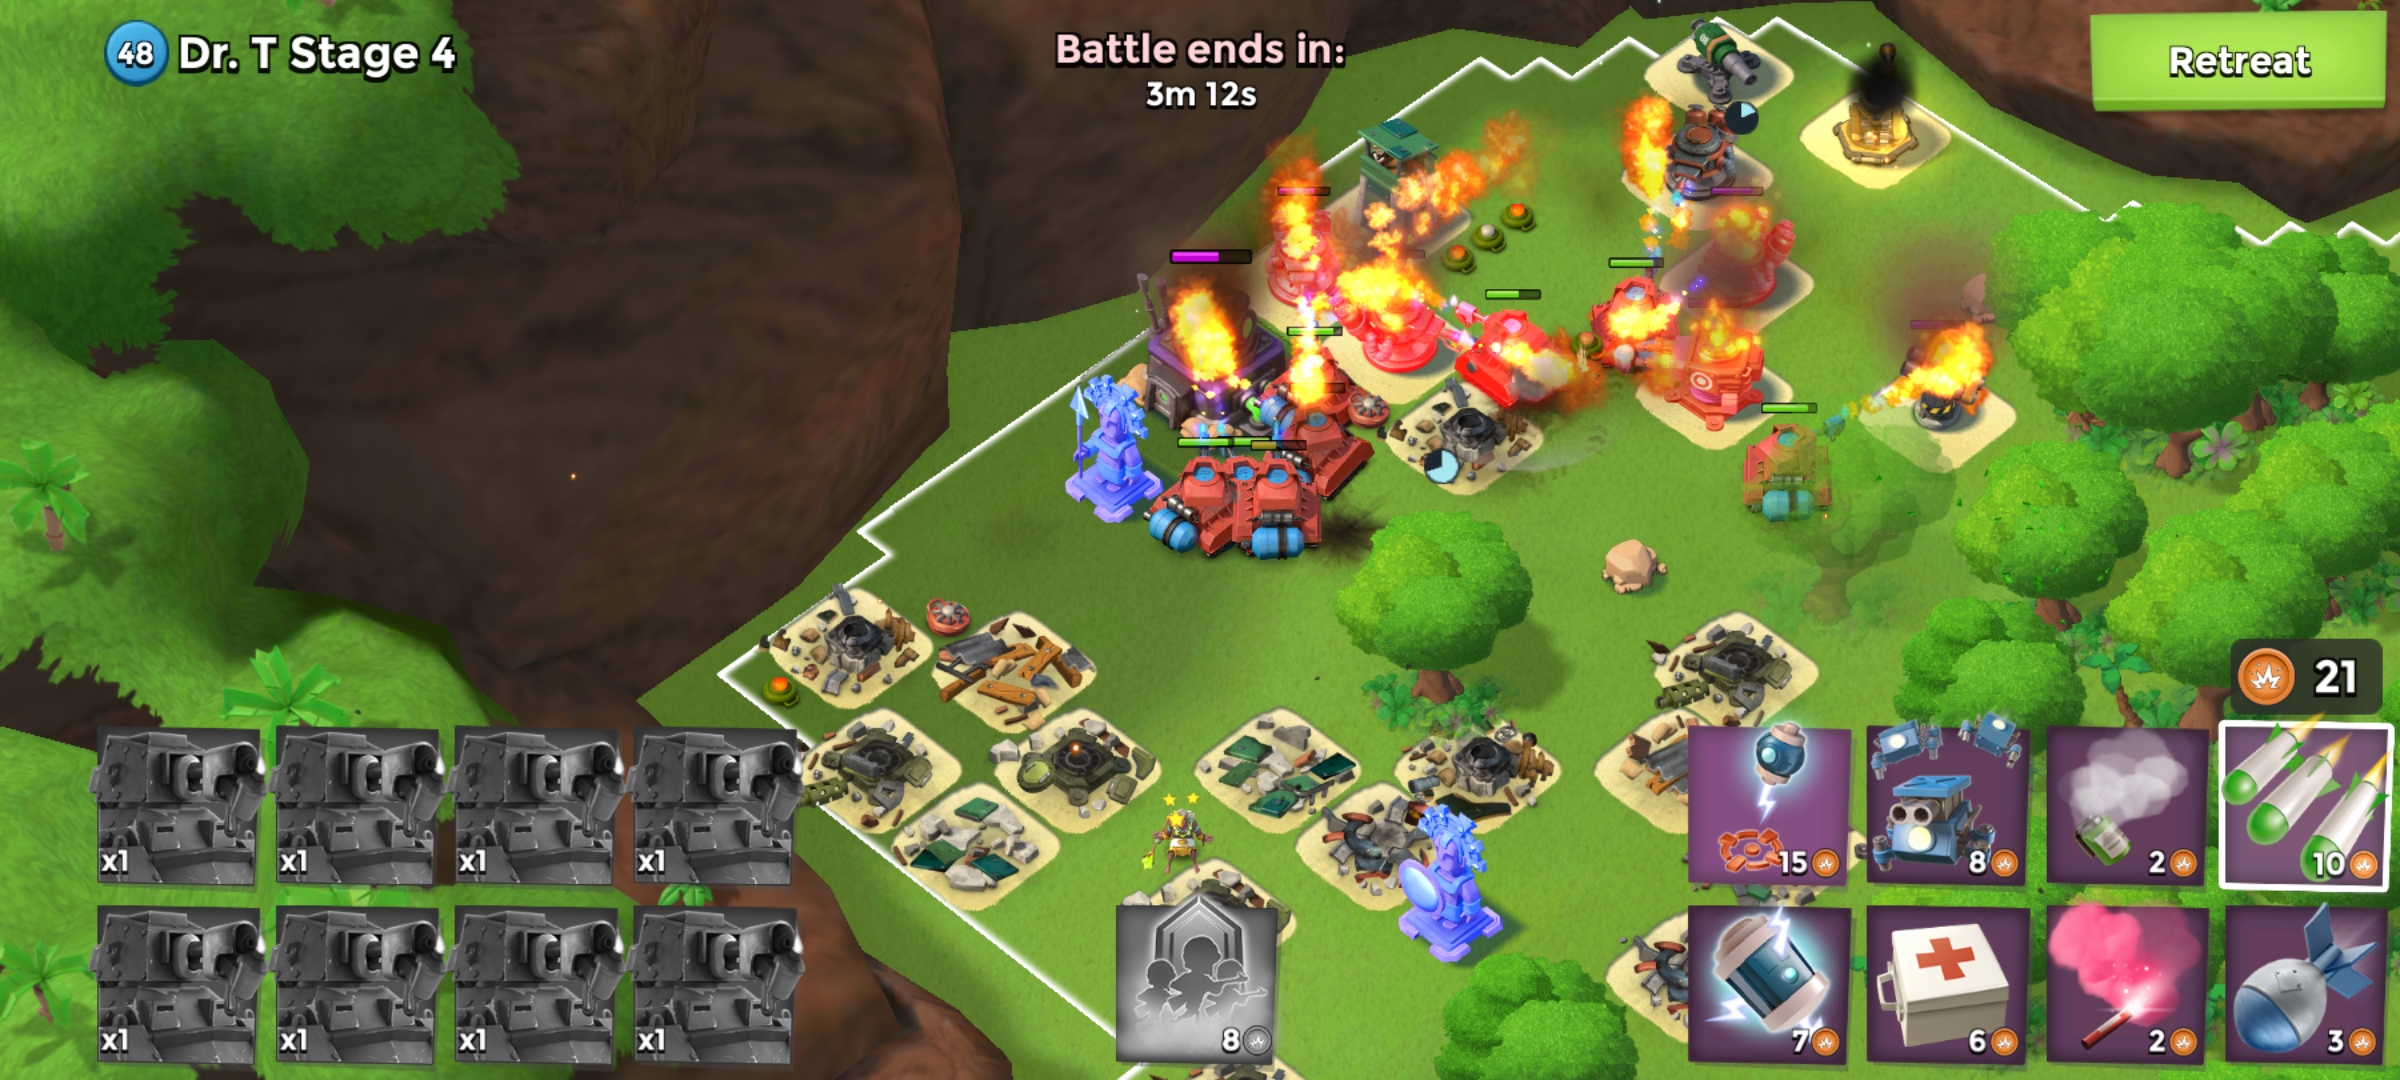 48 Dr. T Stage 4
Battle ends in:
3m 12s
Retreat
21
x1 x1 x1 x1
15 8 2 10
x1 x1 x1 x1
8
7 6 2 3